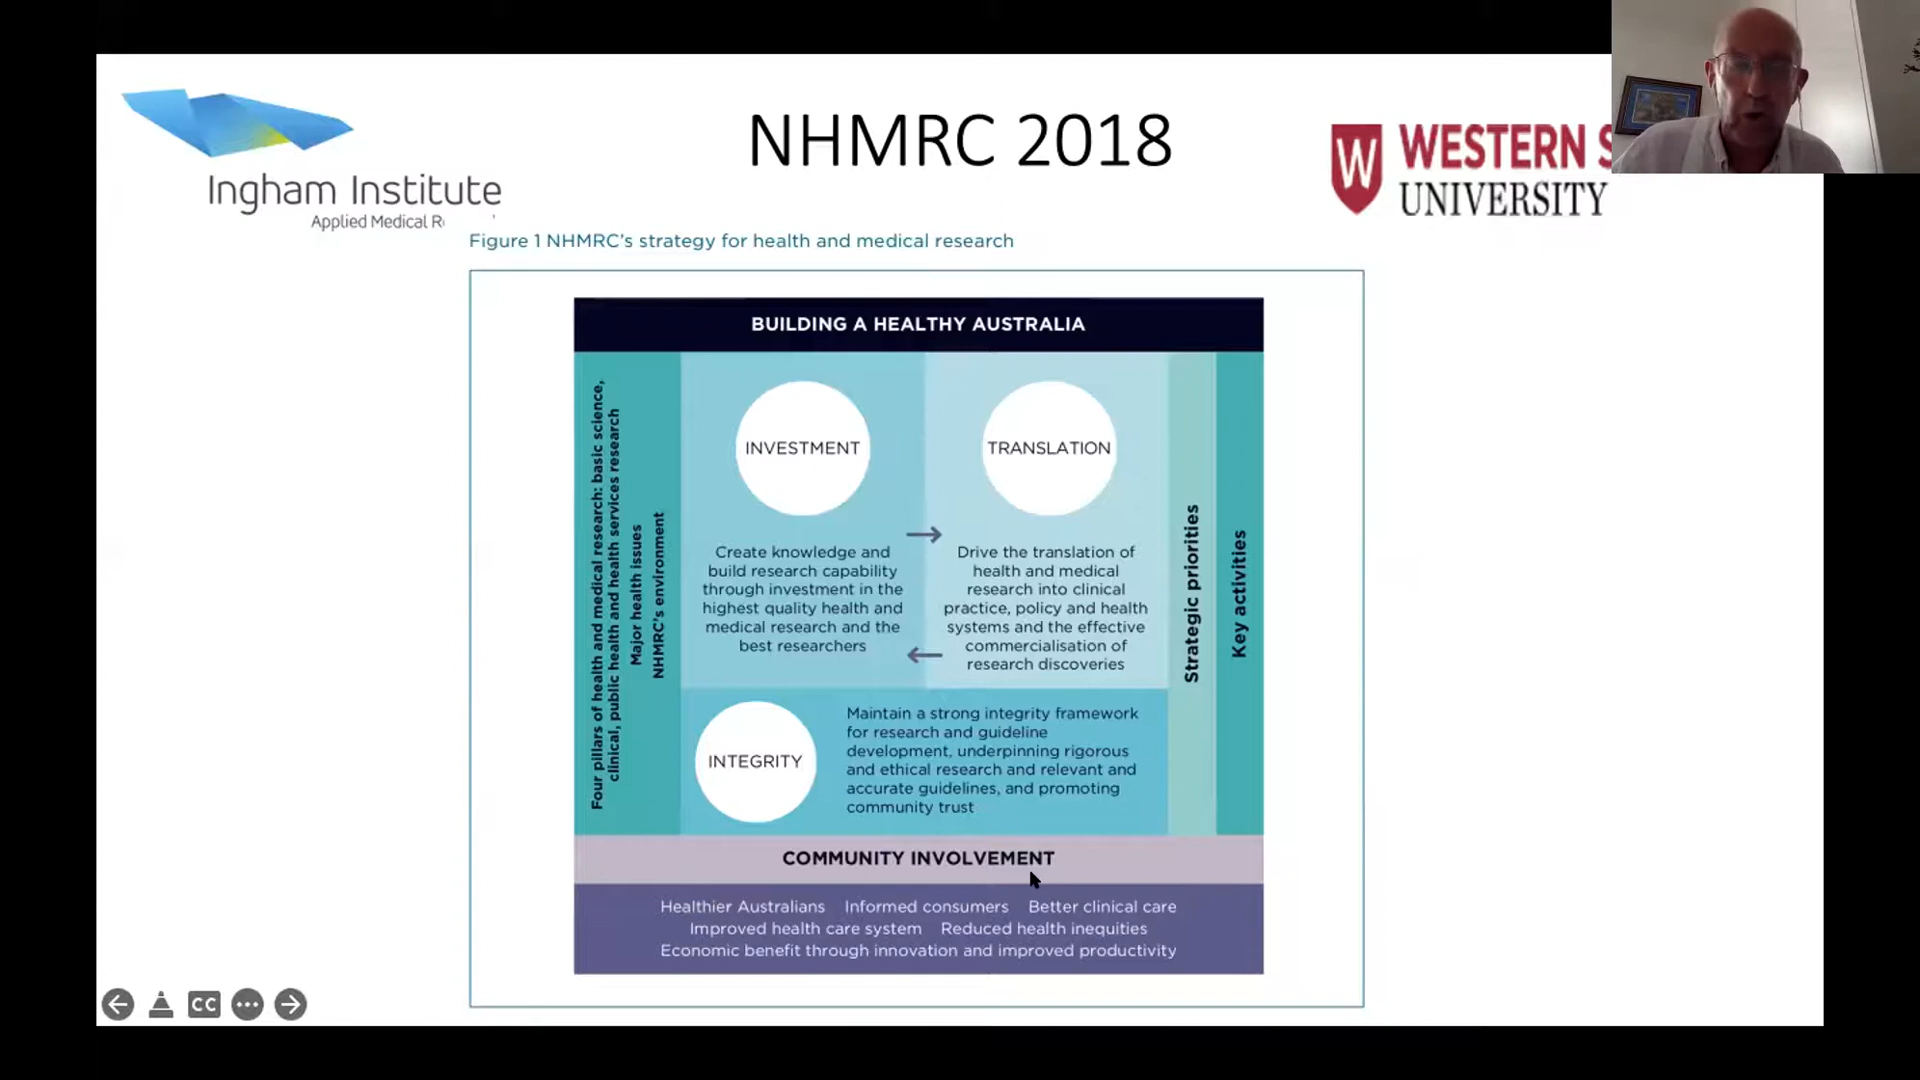 NHMRC 2018
Ingham Institute
Applied Medical
W WESTERN
UNIVERSITY
Figure 1 NHMRC's strategy for health and medical research
BUILDING A HEALTHY AUSTRALIA
Four pillars of health and medical research: basic science,
clinical, public health and health services research
Major health issues
NHMRC's environment
INVESTMENT
Create knowledge and
build research capability
through investment in the
highest quality health and
medical research and the
best researchers
TRANSLATION
Drive the translation of
health and medical
research into clinical
practice, policy and health
systems and the effective
commercialisation of
research discoveries
Strategic priorities
Key activities
INTEGRITY
Maintain a strong integrity framework
for research and guideline
development, underpinning rigorous
and ethical research and relevant and
accurate guidelines, and promoting
community trust
COMMUNITY INVOLVEMENT
Healthier Australians Informed consumers Better clinical care
Improved health care system Reduced health inequities
Economic benefit through innovation and improved productivity
CC